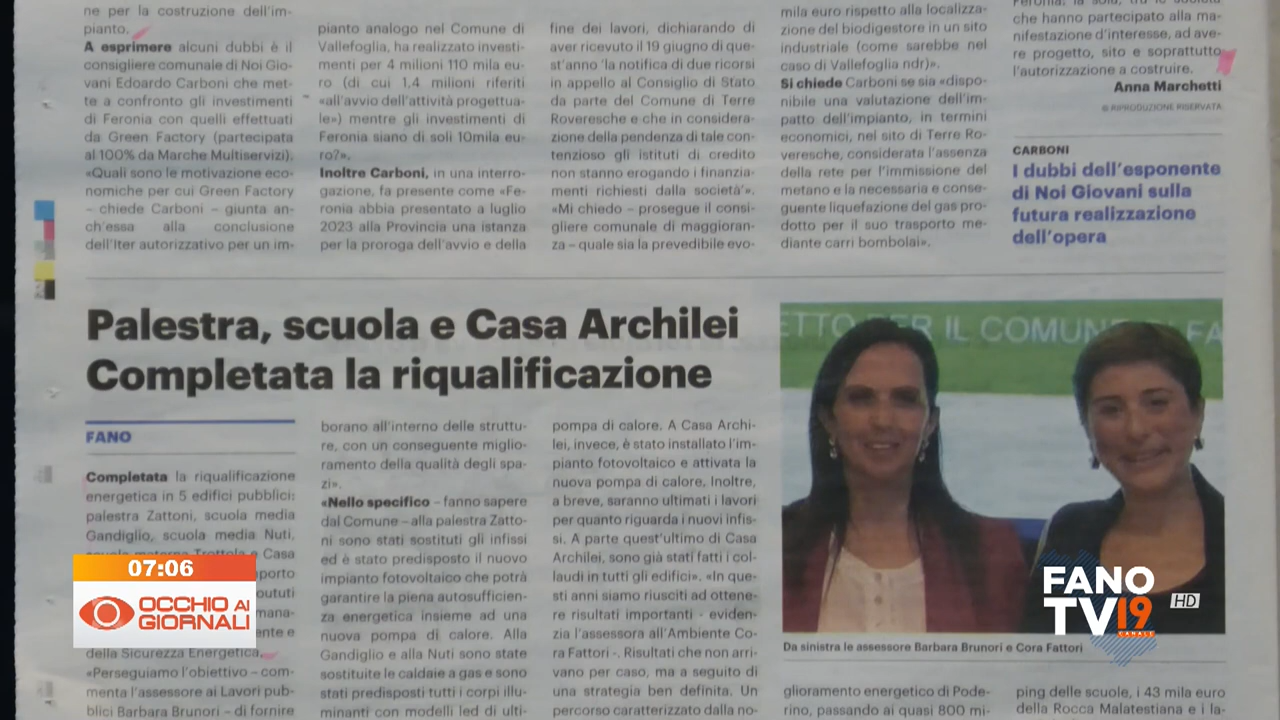 ne per la costruzione dell'im-
pianto.
A esprimere alcuni dubbi è il
consigliere comunale di Noi Gio-
vani Edoardo Carboni che met-
te a confronto gli investimenti
di Feronia con quelli effettuati
da Green Factory (partecipata
al 100% da Marche Multiservizi).
«Quali sono le motivazione eco-
nomiche per cui Green Factory
– chiede Carboni – giunta an-
ch'essa alla conclusione
dell'Iter autorizzativo per un im-
pianto analogo nel Comune di
Vallefoglia, ha realizzato investi-
menti per 4 milioni 110 mila eu-
ro (di cui 1,4 milioni riferiti
«all'avvio dell'attività progettua-
le») mentre gli investimenti di
Feronia siano di soli 10mila eu-
ro?».
Inoltre Carboni, in una interro-
gazione, fa presente come «Fe-
ronia abbia presentato a luglio
2023 alla Provincia una istanza
per la proroga dell'avvio e della
fine dei lavori, dichiarando di
aver ricevuto il 19 giugno di que-
st'anno 'la notifica di due ricorsi
in appello al Consiglio di Stato
da parte del Comune di Terre
Roveresche e che in conside-
razione della pendenza di tale con-
tenzioso gli istituti di credito
non stanno erogando i finanzia-
menti richiesti dalla società'».
«Mi chiedo – prosegue il consi-
gliere comunale di maggioran-
za – quale sia la prevedibile evo-
mila euro rispetto alla localizza-
zione del biodigestore in un sito
industriale (come sarebbe nel
caso di Vallefoglia ndr)».
Si chiede Carboni se sia «dispo-
nibile una valutazione dell'im-
patto dell'impianto, in termini
economici, nel sito di Terre Ro-
veresche, considerata l'assenza
della rete per l'immissione del
metano e la necessaria e conse-
guente liquefazione del gas pro-
dotto per il suo trasporto me-
diante carri bombolai».
Feronia: la sola, tra le società
che hanno partecipato alla ma-
nifestazione d'interesse, ad ave-
re progetto, sito e soprattutto
l'autorizzazione a costruire.
Anna Marchetti
© RIPRODUZIONE RISERVATA
CARBONI
I dubbi dell'esponente
di Noi Giovani sulla
futura realizzazione
dell'opera
Palestra, scuola e Casa Archilei
Completata la riqualificazione
FANO
Completata la riqualificazione
energetica in 5 edifici pubblici:
palestra Zattoni, scuola media
Gandiglio, scuola media Nuti,
scuola materna Trottola e Casa
della Sicurezza Energetica.
«Perseguiamo l'obiettivo – com-
menta l'assessore ai Lavori pub-
blici Barbara Brunori – di fornire
borano all'interno delle struttu-
re, con un conseguente miglio-
ramento della qualità degli spa-
zi».
«Nello specifico – fanno sapere
dal Comune – alla palestra Zatto-
ni sono stati sostituti gli infissi
ed è stato predisposto il nuovo
impianto fotovoltaico che potrà
garantire la piena autosufficien-
za energetica insieme ad una
nuova pompa di calore. Alla
Gandiglio e alla Nuti sono state
sostituite le caldaie a gas e sono
stati predisposti tutti i corpi illu-
minanti con modelli led di ulti-
pompa di calore. A Casa Archi-
lei, invece, è stato installato l'im-
pianto fotovoltaico e attivata la
nuova pompa di calore. Inoltre,
a breve, saranno ultimati i lavori
per quanto riguarda i nuovi infis-
si. A parte quest'ultimo di Casa
Archilei, sono già stati fatti i col-
laudi in tutti gli edifici». «In que-
sti anni siamo riusciti ad ottene-
re risultati importanti - eviden-
zia l'assessora all'Ambiente Co-
ra Fattori -. Risultati che non arri-
vano per caso, ma a seguito di
una strategia ben definita. Un
percorso caratterizzato dalla no-
ETTO PER IL COMUNE DI FA
Da sinistra le assessore Barbara Brunori e Cora Fattori
glioramento energetico di Pode-
rino, passando ai quasi 800 mi-
ping delle scuole, i 43 mila euro
della Rocca Malatestiana e i la-
07:06
OCCHIO AI
GIORNALI
FANO
TV19
CANALE
HD